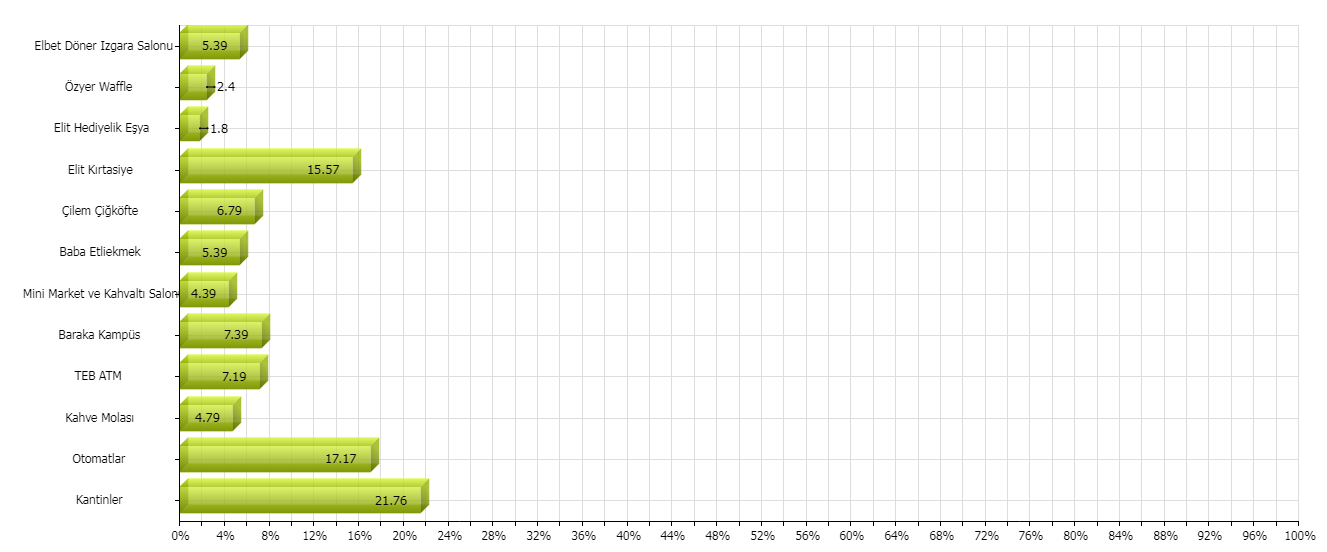 Elbet Döner Izgara Salonu 5.39
Özyer Waffle 2.4
Elit Hediyelik Eşya 1.8
Elit Kırtasiye 15.57
Çilem Çiğköfte 6.79
Baba Etliekmek 5.39
Mini Market ve Kahvaltı Salon 4.39
Baraka Kampüs 7.39
TEB ATM 7.19
Kahve Molası 4.79
Otomatlar 17.17
Kantinler 21.76
0% 4% 8% 12% 16% 20% 24% 28% 32% 36% 40% 44% 48% 52% 56% 60% 64% 68% 72% 76% 80% 84% 88% 92% 96% 100%